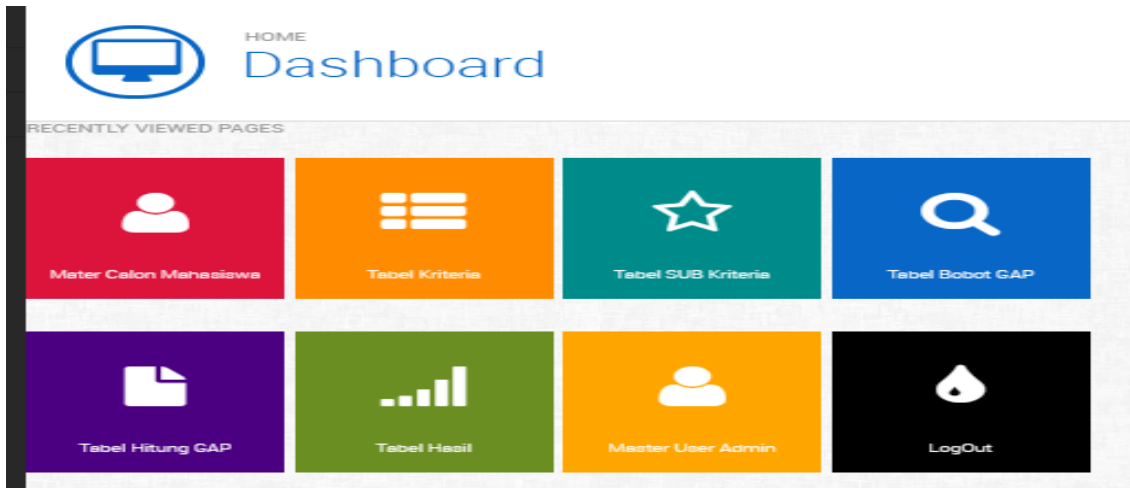 HOME
Dashboard
RECENTLY VIEWED PAGES
Mater Calon Mahasiswa
Tabel Kriteria
Tabel SUB Kriteria
Tabel Bobot GAP
Tabel Hitung GAP
Tabel Hasil
Master User Admin
LogOut